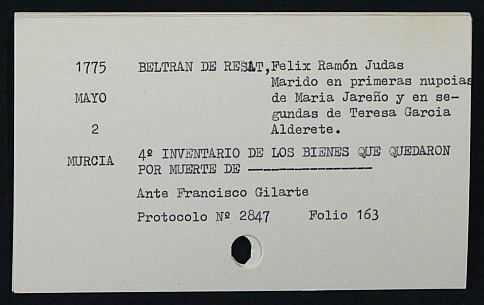 1775 BELTRAN DE RESAT, Felix Ramón Judas
Marido en primeras nupcias
MAYO de Maria Jareño y en se-
gundas de Teresa Garcia
2 Alderete.
MURCIA 4º INVENTARIO DE LOS BIENES QUE QUEDARON
POR MUERTE DE -----------------
Ante Francisco Gilarte
Protocolo Nº 2847 Folio 163